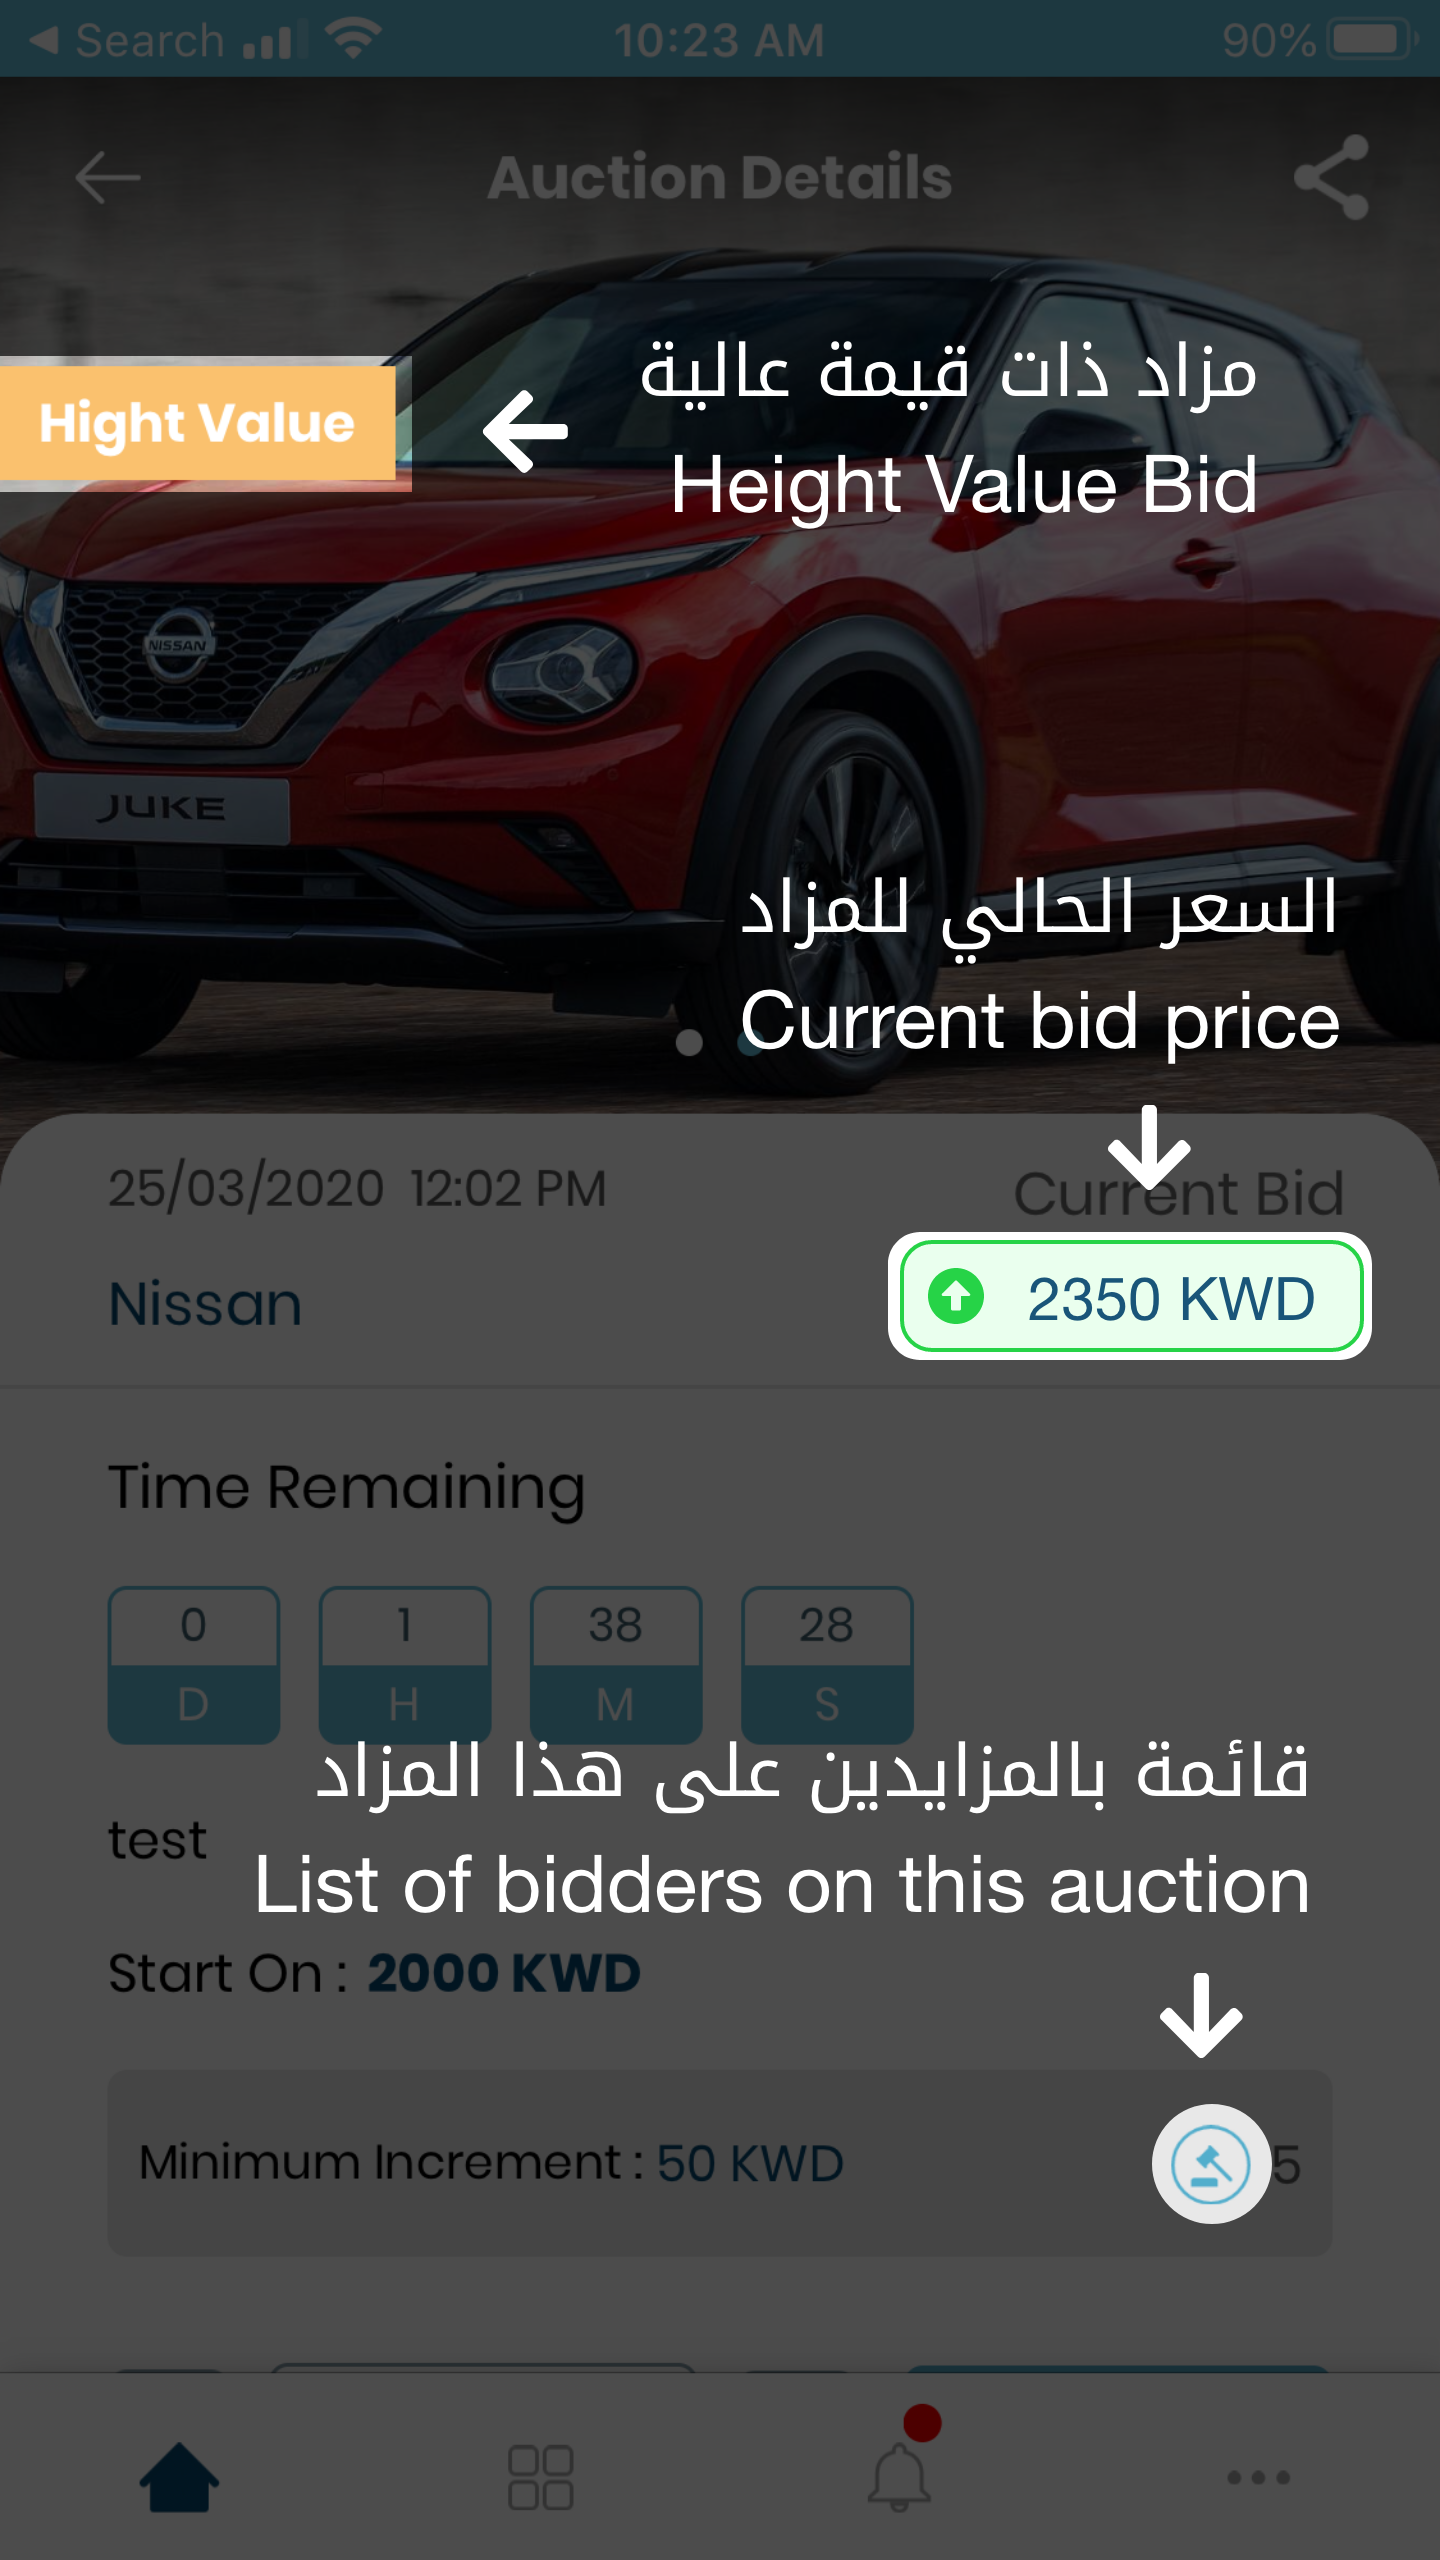 Search
10:23 AM
90%
Auction Details
مزاد ذات قيمة عالية
Hight Value
Height Value Bid
NISSAN
JUKE
السعر الحالي للمزاد
Current bid price
25/03/2020 12:02 PM
Current Bid
Nissan
2350 KWD
Time Remaining
0 1 38 28
D H M S
قائمة بالمزايدين على هذا المزاد
test
List of bidders on this auction
Start On : 2000 KWD
Minimum Increment : 50 KWD
5